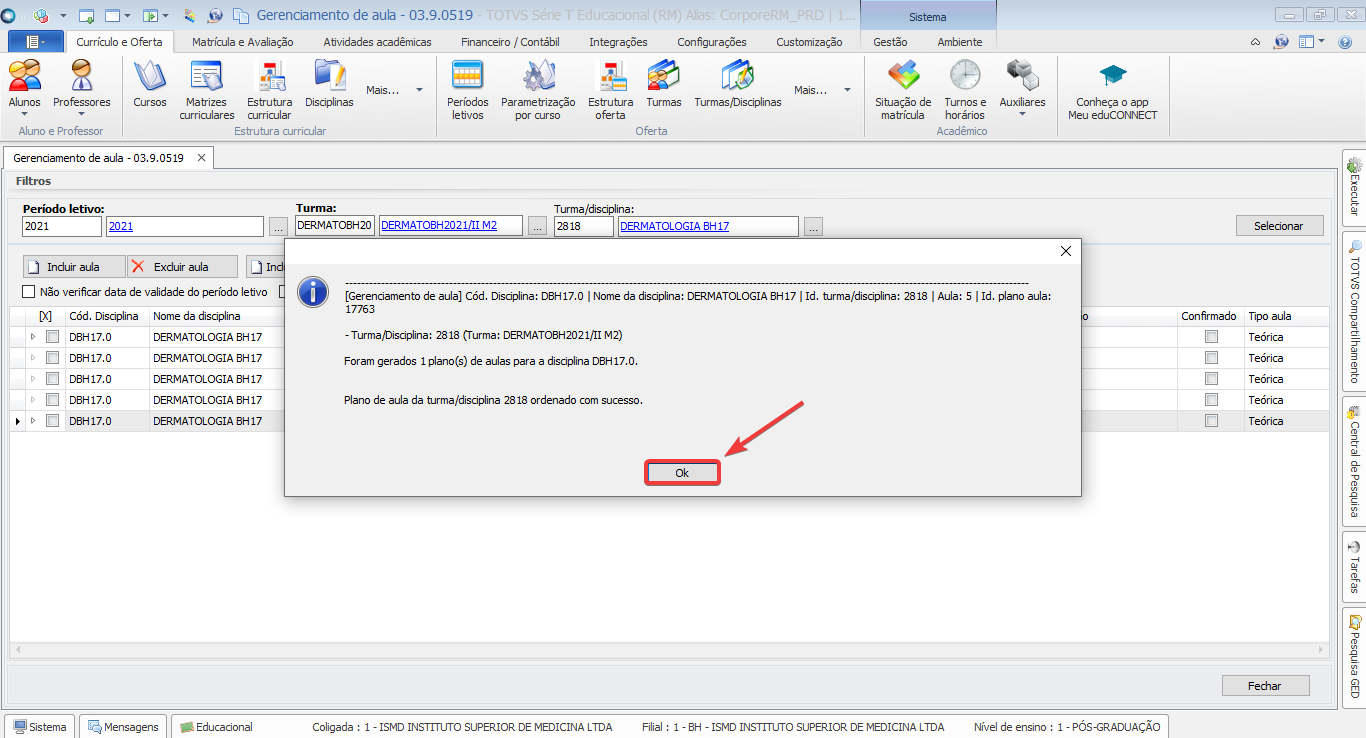 Gerenciamento de aula - 03.9.0519 - TOTVS Série T Educacional (RM) Alias: CorporeRM_PRD | 1...
Sistema
Currículo e Oferta
Matrícula e Avaliação
Atividades acadêmicas
Financeiro / Contábil
Integrações
Configurações
Customização
Gestão
Ambiente
Alunos
Professores
Cursos
Matrizes
curriculares
Estrutura
curricular
Disciplinas
Mais...
Períodos
letivos
Parametrização
por curso
Estrutura
oferta
Turmas
Turmas/Disciplinas
Mais...
Situação de
matrícula
Turnos e
horários
Auxiliares
Conheça o app
Meu eduCONNECT
Aluno e Professor
Estrutura curricular
Oferta
Acadêmico
Gerenciamento de aula - 03.9.0519
Filtros
Período letivo:
Turma:
Turma/disciplina:
2021
2021
...
DERMATOBH20
DERMATOBH2021/II M2
...
2818
DERMATOLOGIA BH17
...
Selecionar
Incluir aula
Excluir aula
Não verificar data de validade do período letivo
[X]
Cód. Disciplina
Nome da disciplina
Confirmado
Tipo aula
DBH17.0 DERMATOLOGIA BH17 Teórica
DBH17.0 DERMATOLOGIA BH17 Teórica
DBH17.0 DERMATOLOGIA BH17 Teórica
DBH17.0 DERMATOLOGIA BH17 Teórica
DBH17.0 DERMATOLOGIA BH17 Teórica
[Gerenciamento de aula] Cód. Disciplina: DBH17.0 | Nome da disciplina: DERMATOLOGIA BH17 | Id. turma/disciplina: 2818 | Aula: 5 | Id. plano aula:
17763
- Turma/Disciplina: 2818 (Turma: DERMATOBH2021/II M2)
Foram gerados 1 plano(s) de aulas para a disciplina DBH17.0.
Plano de aula da turma/disciplina 2818 ordenado com sucesso.
Ok
Executar
TOTVS Compartilhamento
Central de Pesquisa
Tarefas
Pesquisa GED
Fechar
Sistema
Mensagens
Educacional
Coligada : 1 - ISMD INSTITUTO SUPERIOR DE MEDICINA LTDA
Filial : 1 - BH - ISMD INSTITUTO SUPERIOR DE MEDICINA LTDA
Nível de ensino : 1 - PÓS-GRADUAÇÃO